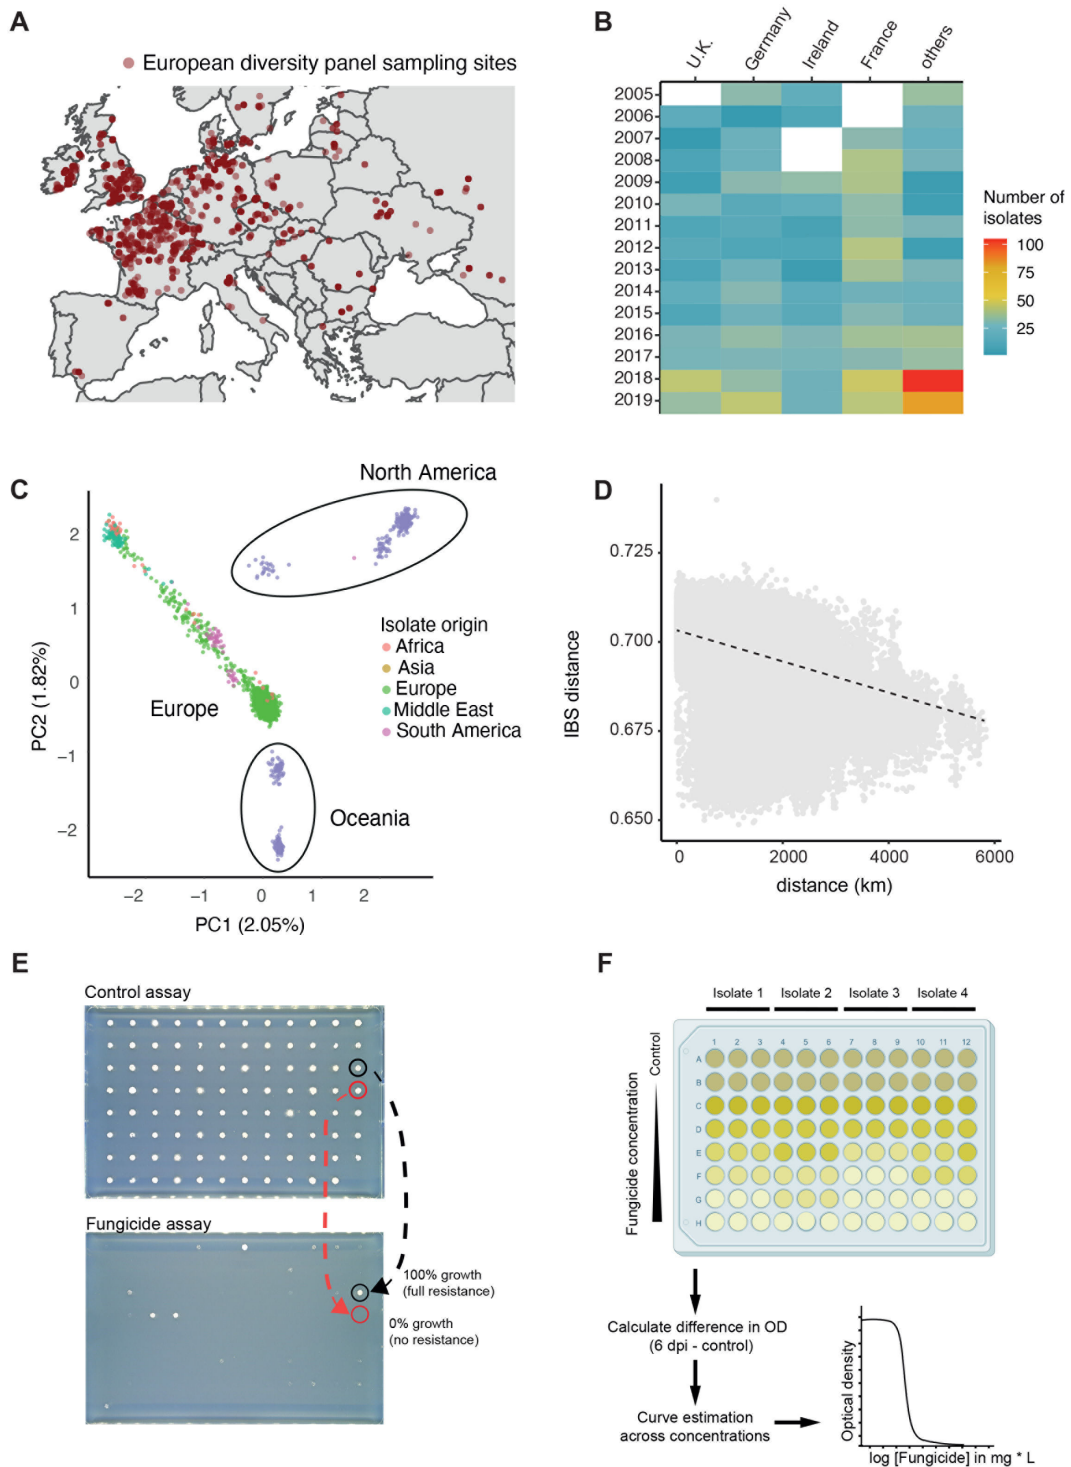 A
European diversity panel sampling sites
B
U.K.
Germany
Ireland
France
others
2005
2006
2007
2008
2009
2010
2011
2012
2013
2014
2015
2016
2017
2018
2019
Number of
isolates
100
75
50
25
C
North America
PC2 (1.82%)
2
1
0
−1
−2
Isolate origin
Africa
Asia
Europe
Middle East
South America
Europe
Oceania
−2
−1
0
1
2
PC1 (2.05%)
D
IBS distance
0.725
0.700
0.675
0.650
0
2000
4000
6000
distance (km)
E
Control assay
Fungicide assay
100% growth
(full resistance)
0% growth
(no resistance)
F
Isolate 1
Isolate 2
Isolate 3
Isolate 4
Fungicide concentration
Control
1 2 3 4 5 6 7 8 9 10 11 12
A
B
C
D
E
F
G
H
Calculate difference in OD
(6 dpi - control)
Curve estimation
across concentrations
Optical density
log [Fungicide] in mg * L